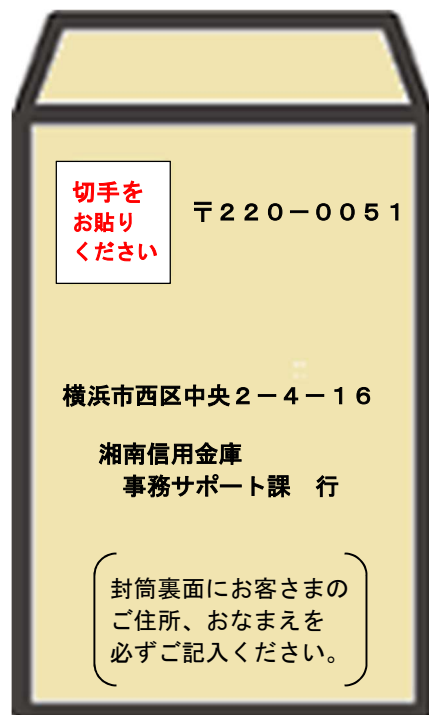 切手を
お貼り
ください
〒２２０－００５１
横浜市西区中央２－４－１６
湘南信用金庫
事務サポート課　行
封筒裏面にお客さまの
ご住所、おなまえを
必ずご記入ください。